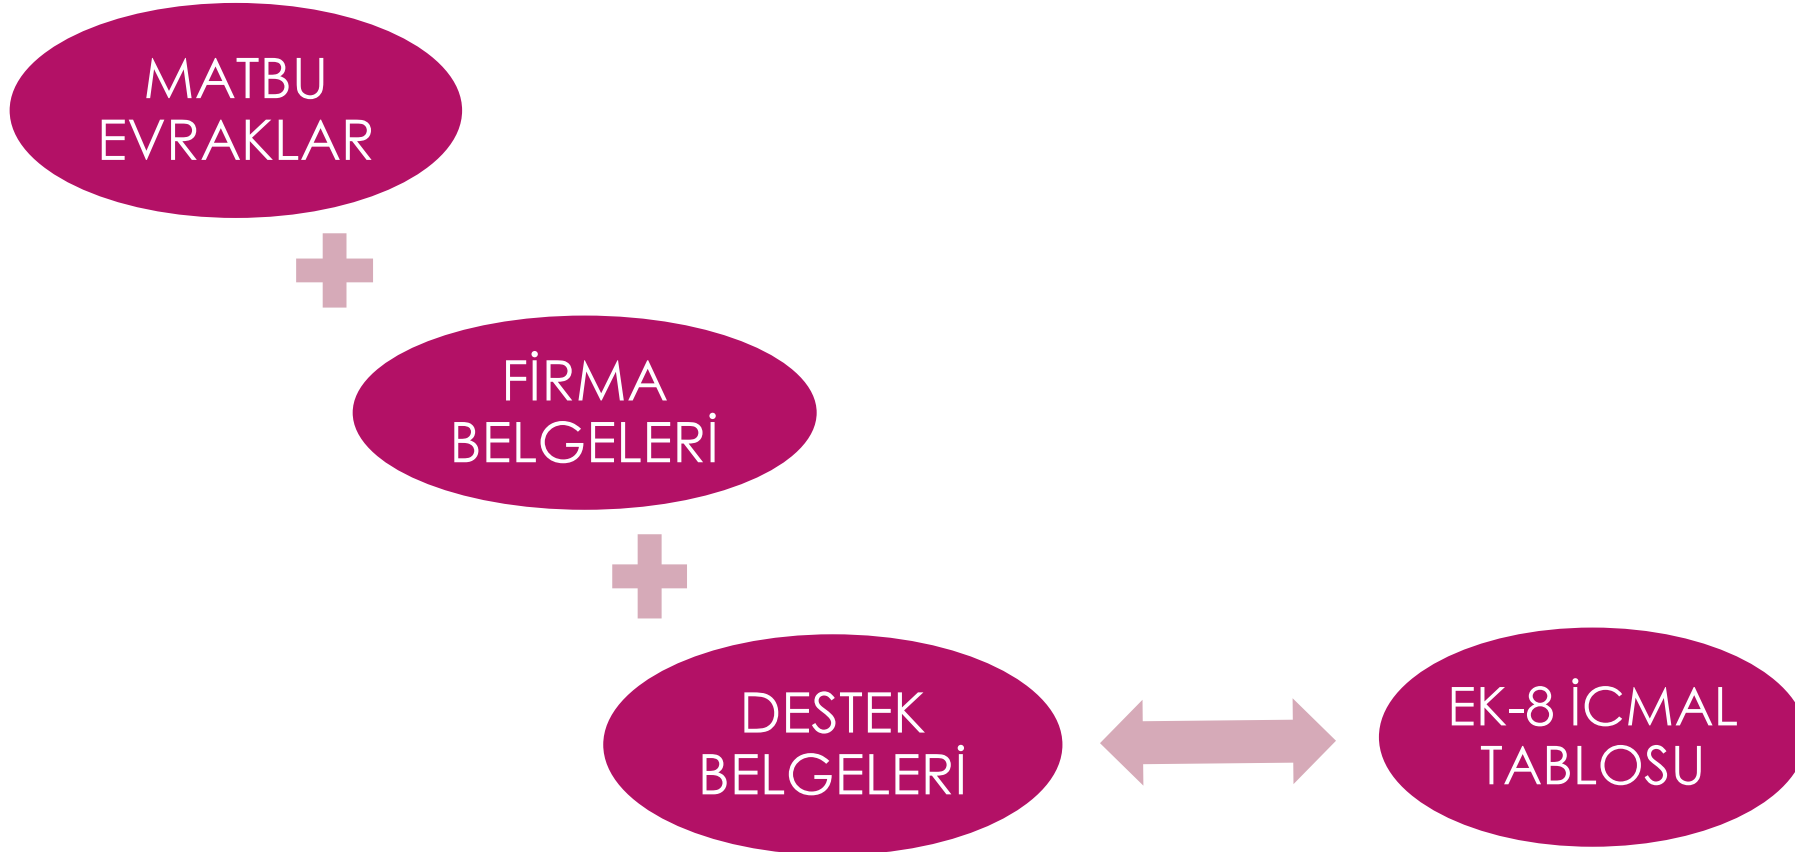 MATBU
EVRAKLAR
FİRMA
BELGELERİ
DESTEK
BELGELERİ
EK-8 İCMAL
TABLOSU